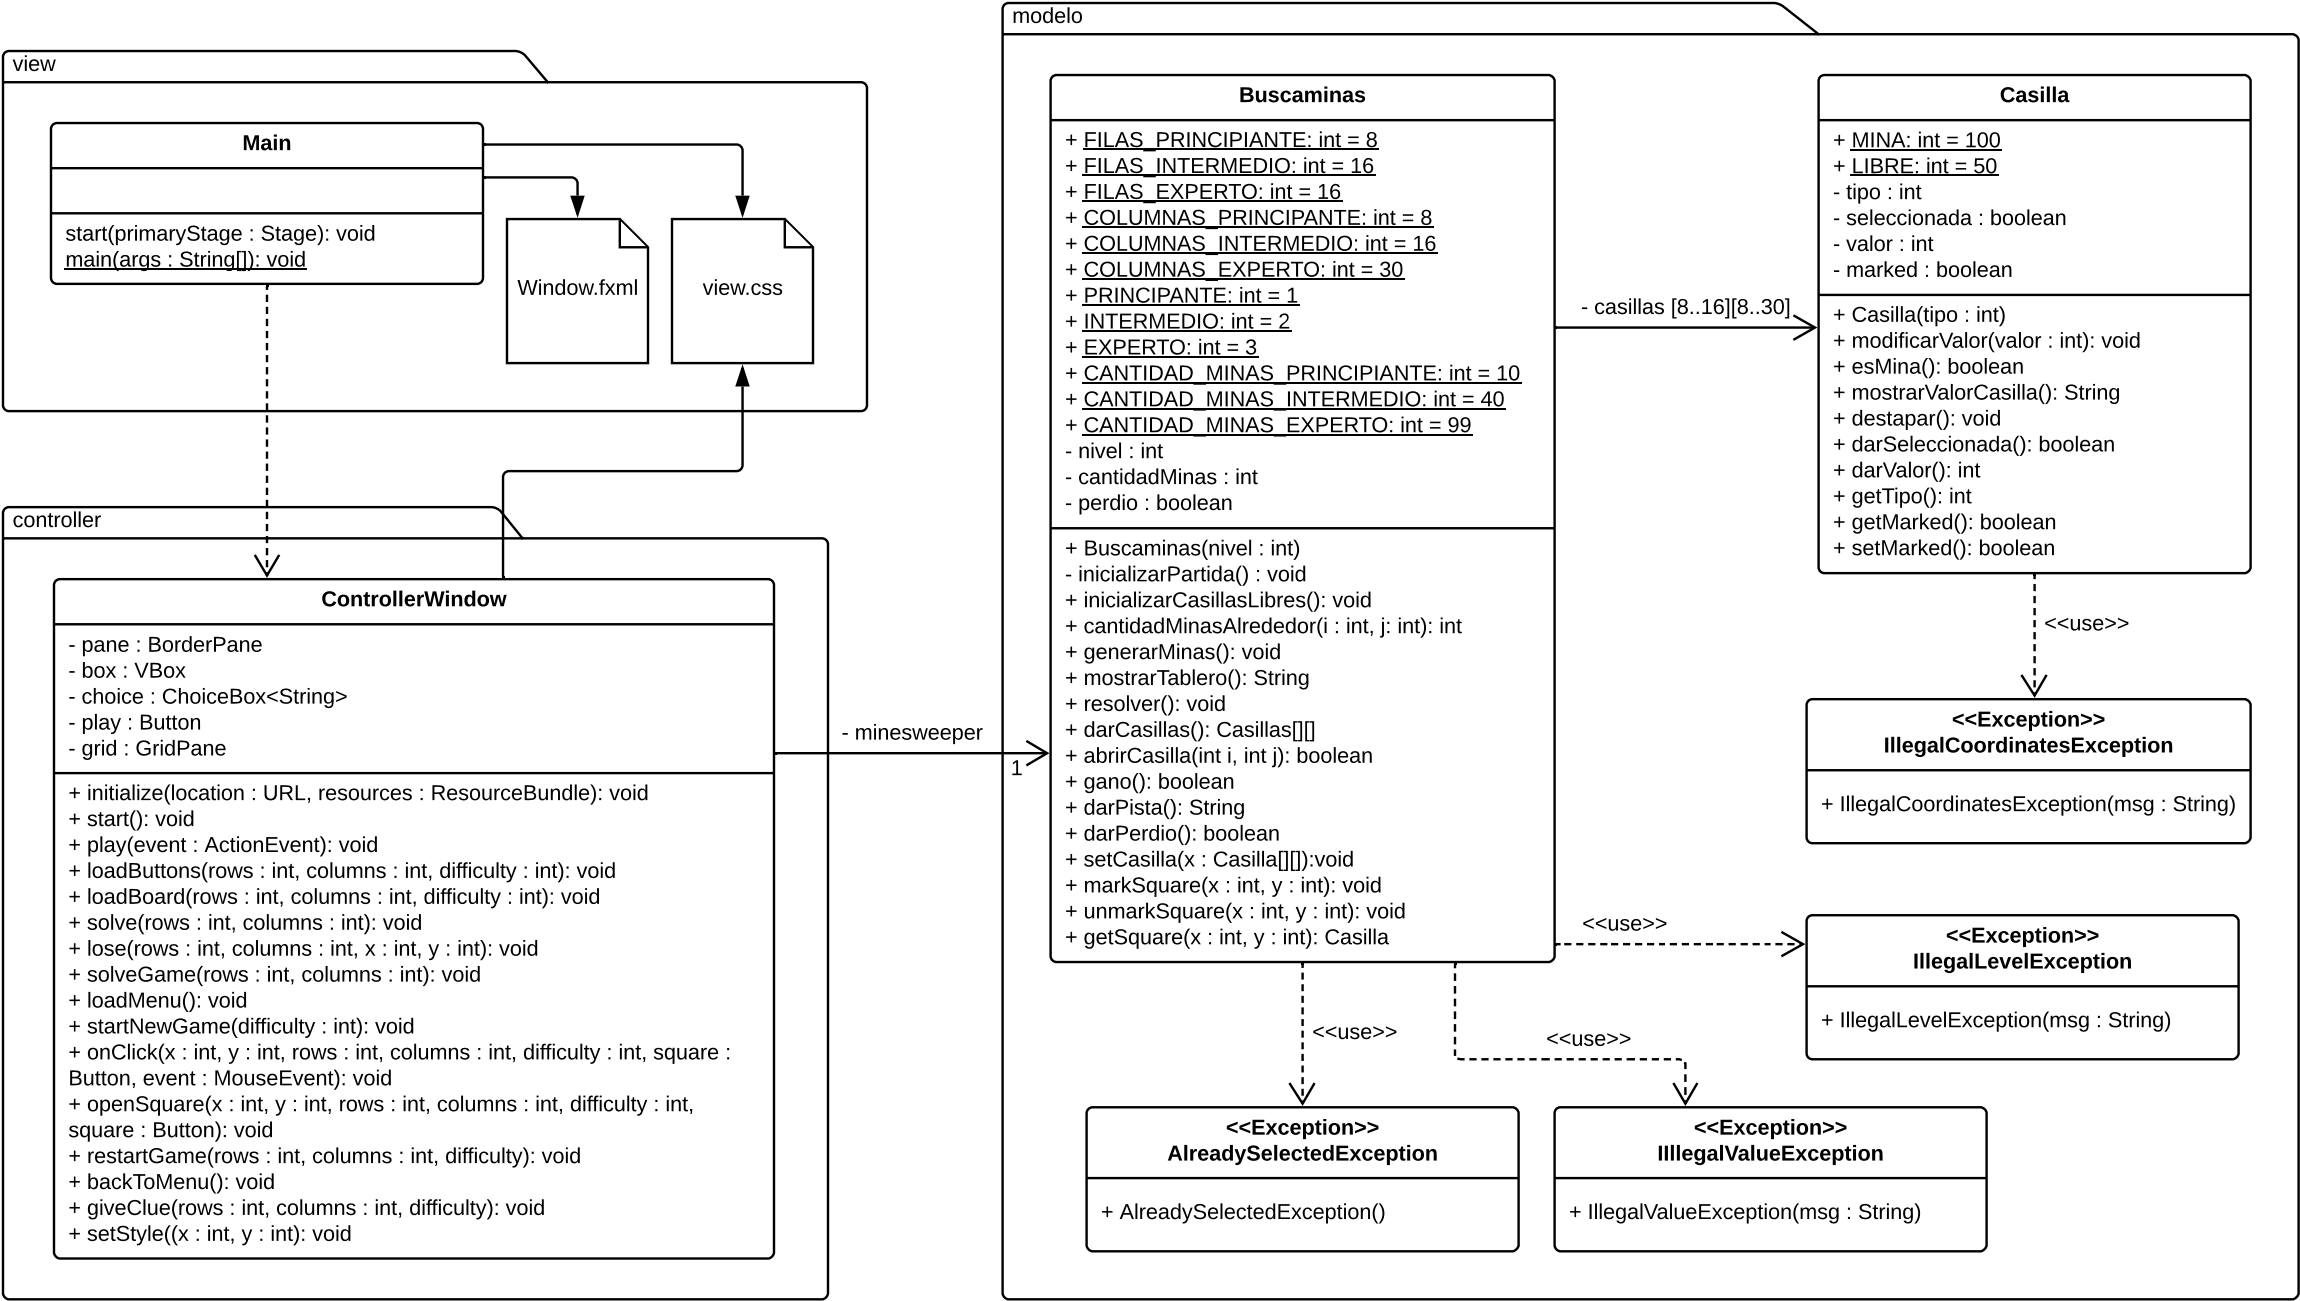 view
Main
start(primaryStage : Stage): void
main(args : String[]): void
Window.fxml
view.css
controller
ControllerWindow
- pane : BorderPane
- box : VBox
- choice : ChoiceBox<String>
- play : Button
- grid : GridPane
+ initialize(location : URL, resources : ResourceBundle): void
+ start(): void
+ play(event : ActionEvent): void
+ loadButtons(rows : int, columns : int, difficulty : int): void
+ loadBoard(rows : int, columns : int, difficulty : int): void
+ solve(rows : int, columns : int): void
+ lose(rows : int, columns : int, x : int, y : int): void
+ solveGame(rows : int, columns : int): void
+ loadMenu(): void
+ startNewGame(difficulty : int): void
+ onClick(x : int, y : int, rows : int, columns : int, difficulty : int, square :
Button, event : MouseEvent): void
+ openSquare(x : int, y : int, rows : int, columns : int, difficulty : int,
square : Button): void
+ restartGame(rows : int, columns : int, difficulty): void
+ backToMenu(): void
+ giveClue(rows : int, columns : int, difficulty): void
+ setStyle((x : int, y : int): void
- minesweeper
1
modelo
Buscaminas
+ FILAS_PRINCIPIANTE: int = 8
+ FILAS_INTERMEDIO: int = 16
+ FILAS_EXPERTO: int = 16
+ COLUMNAS_PRINCIPANTE: int = 8
+ COLUMNAS_INTERMEDIO: int = 16
+ COLUMNAS_EXPERTO: int = 30
+ PRINCIPANTE: int = 1
+ INTERMEDIO: int = 2
+ EXPERTO: int = 3
+ CANTIDAD_MINAS_PRINCIPIANTE: int = 10
+ CANTIDAD_MINAS_INTERMEDIO: int = 40
+ CANTIDAD_MINAS_EXPERTO: int = 99
- nivel : int
- cantidadMinas : int
- perdio : boolean
+ Buscaminas(nivel : int)
- inicializarPartida() : void
+ inicializarCasillasLibres(): void
+ cantidadMinasAlrededor(i : int, j: int): int
+ generarMinas(): void
+ mostrarTablero(): String
+ resolver(): void
+ darCasillas(): Casillas[][]
+ abrirCasilla(int i, int j): boolean
+ gano(): boolean
+ darPista(): String
+ darPerdio(): boolean
+ setCasilla(x : Casilla[][]):void
+ markSquare(x : int, y : int): void
+ unmarkSquare(x : int, y : int): void
+ getSquare(x : int, y : int): Casilla
- casillas [8..16][8..30]
Casilla
+ MINA: int = 100
+ LIBRE: int = 50
- tipo : int
- seleccionada : boolean
- valor : int
- marked : boolean
+ Casilla(tipo : int)
+ modificarValor(valor : int): void
+ esMina(): boolean
+ mostrarValorCasilla(): String
+ destapar(): void
+ darSeleccionada(): boolean
+ darValor(): int
+ getTipo(): int
+ getMarked(): boolean
+ setMarked(): boolean
<<use>>
<<Exception>>
IllegalCoordinatesException
+ IllegalCoordinatesException(msg : String)
<<use>>
<<Exception>>
IllegalLevelException
+ IllegalLevelException(msg : String)
<<use>>
<<use>>
<<Exception>>
AlreadySelectedException
+ AlreadySelectedException()
<<Exception>>
IIllegalValueException
+ IllegalValueException(msg : String)